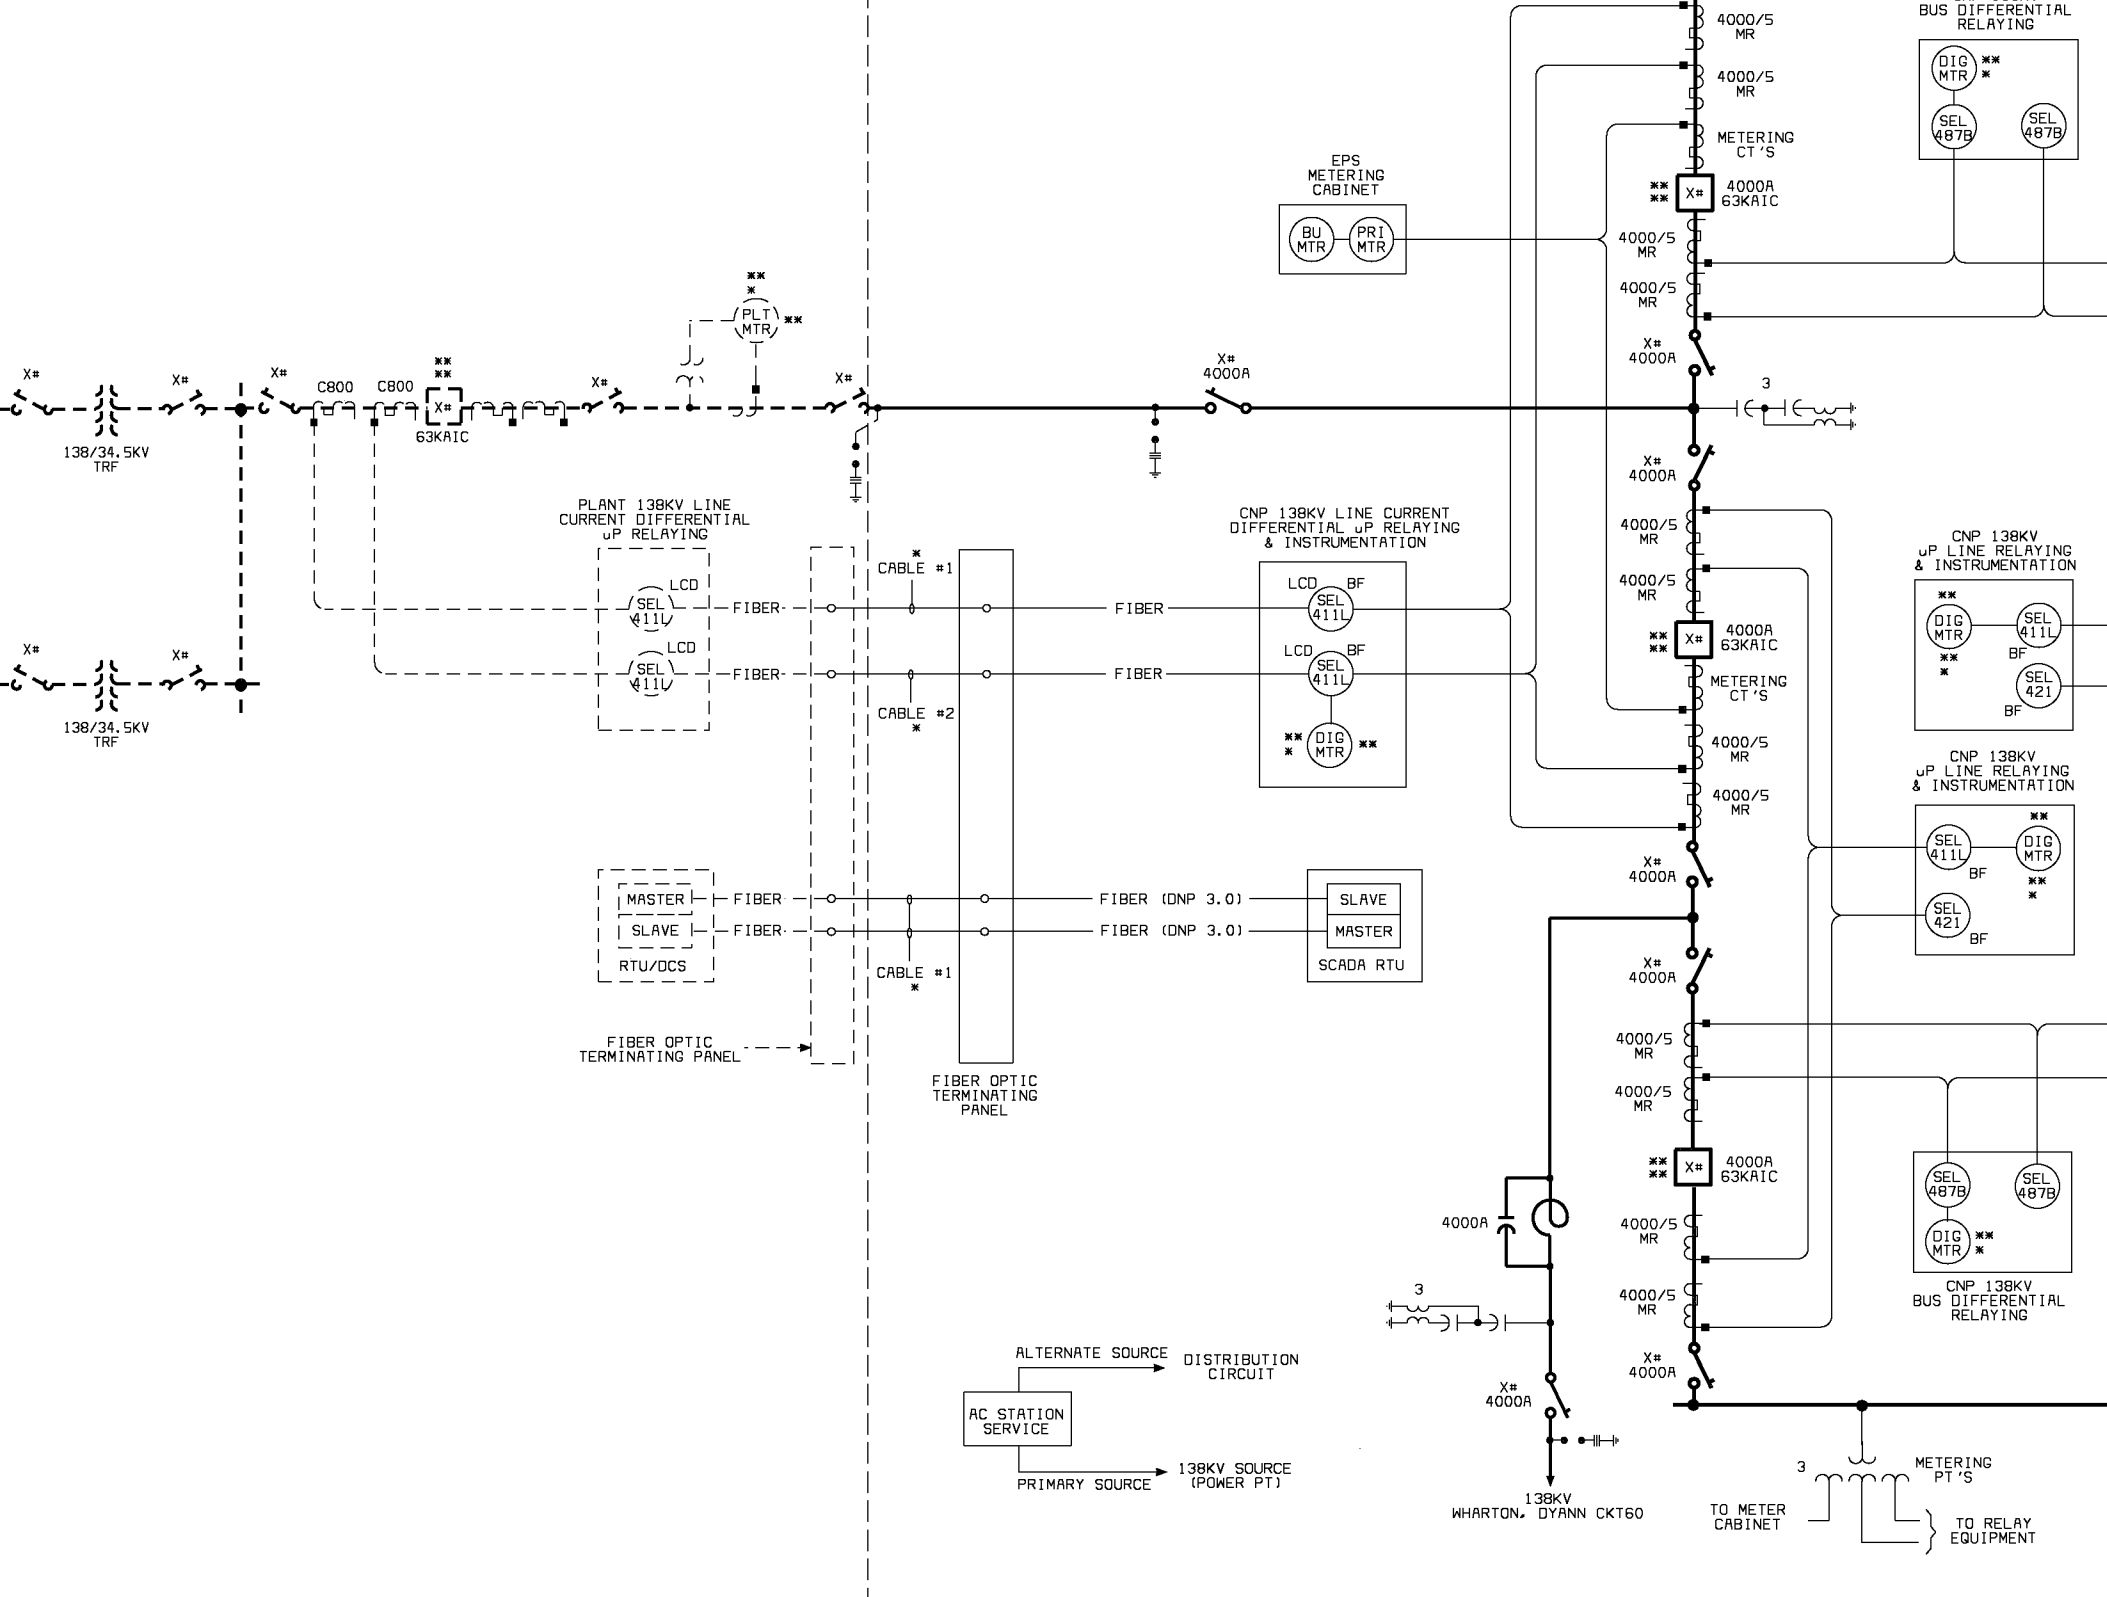 BUS DIFFERENTIAL
RELAYING
4000/5
MR
4000/5
MR
DIG
MTR
**
*
SEL
487B
SEL
487B
METERING
CT'S
EPS
METERING
CABINET
BU
MTR
PRI
MTR
**
**
X#
4000A
63KAIC
4000/5
MR
4000/5
MR
X#
4000A
**
*
PLT
MTR
**
X#
X#
X#
C800
C800
**
**
X#
63KAIC
X#
X#
X#
4000A
3
138/34.5KV
TRF
X#
4000A
PLANT 138KV LINE
CURRENT DIFFERENTIAL
uP RELAYING
LCD
SEL
411L
LCD
SEL
411L
FIBER
FIBER
*
CABLE #1
CABLE #2
*
FIBER
FIBER
CNP 138KV LINE CURRENT
DIFFERENTIAL uP RELAYING
& INSTRUMENTATION
LCD
BF
SEL
411L
LCD
BF
SEL
411L
**
*
DIG
MTR
**
4000/5
MR
4000/5
MR
**
**
X#
4000A
63KAIC
METERING
CT'S
4000/5
MR
4000/5
MR
X#
4000A
CNP 138KV
uP LINE RELAYING
& INSTRUMENTATION
**
DIG
MTR
**
*
SEL
411L
BF
SEL
421
BF
CNP 138KV
uP LINE RELAYING
& INSTRUMENTATION
SEL
411L
BF
**
DIG
MTR
**
*
SEL
421
BF
X#
X#
138/34.5KV
TRF
MASTER
SLAVE
RTU/DCS
FIBER
FIBER
CABLE #1
*
FIBER (DNP 3.0)
FIBER (DNP 3.0)
SLAVE
MASTER
SCADA RTU
FIBER OPTIC
TERMINATING PANEL
FIBER OPTIC
TERMINATING
PANEL
X#
4000A
4000/5
MR
4000/5
MR
**
**
X#
4000A
63KAIC
4000/5
MR
4000/5
MR
X#
4000A
SEL
487B
SEL
487B
DIG
MTR
**
*
CNP 138KV
BUS DIFFERENTIAL
RELAYING
4000A
3
X#
4000A
138KV
WHARTON, DYANN CKT60
ALTERNATE SOURCE
DISTRIBUTION
CIRCUIT
AC STATION
SERVICE
PRIMARY SOURCE
138KV SOURCE
(POWER PT)
3
METERING
PT'S
TO METER
CABINET
TO RELAY
EQUIPMENT